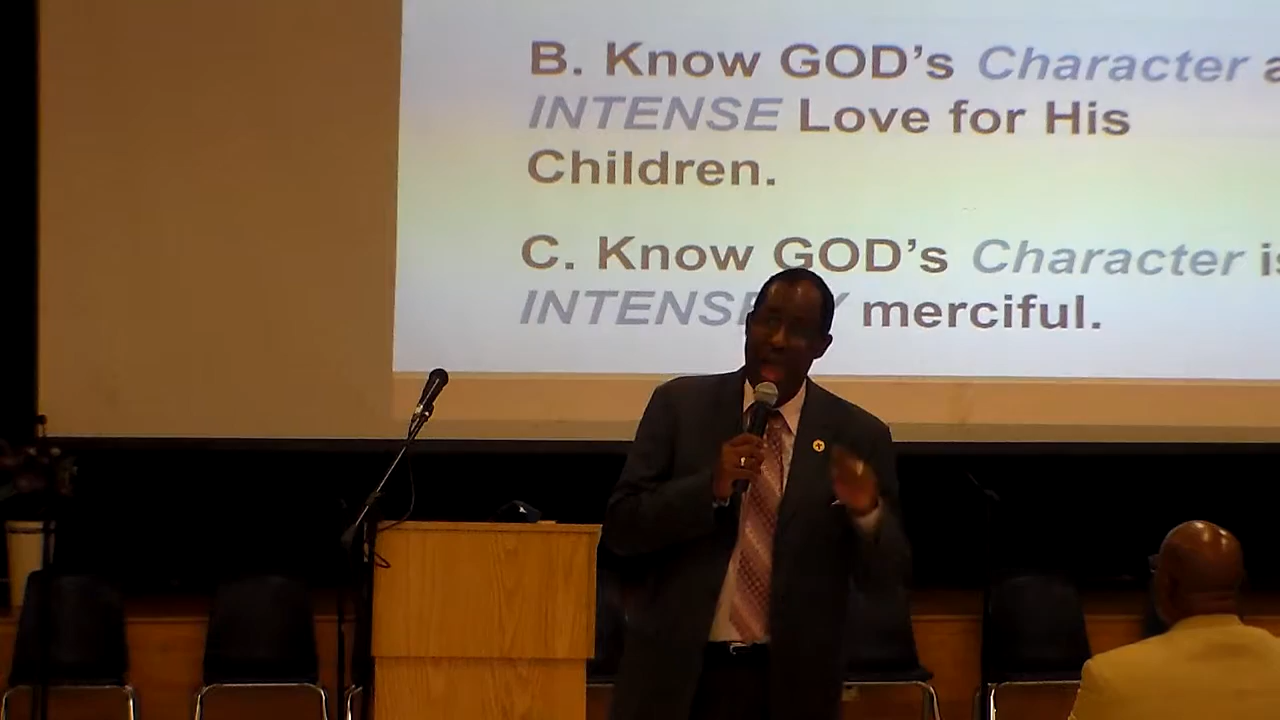 B. Know GOD's Character
INTENSE Love for His
Children.
C. Know GOD's Character
merciful.